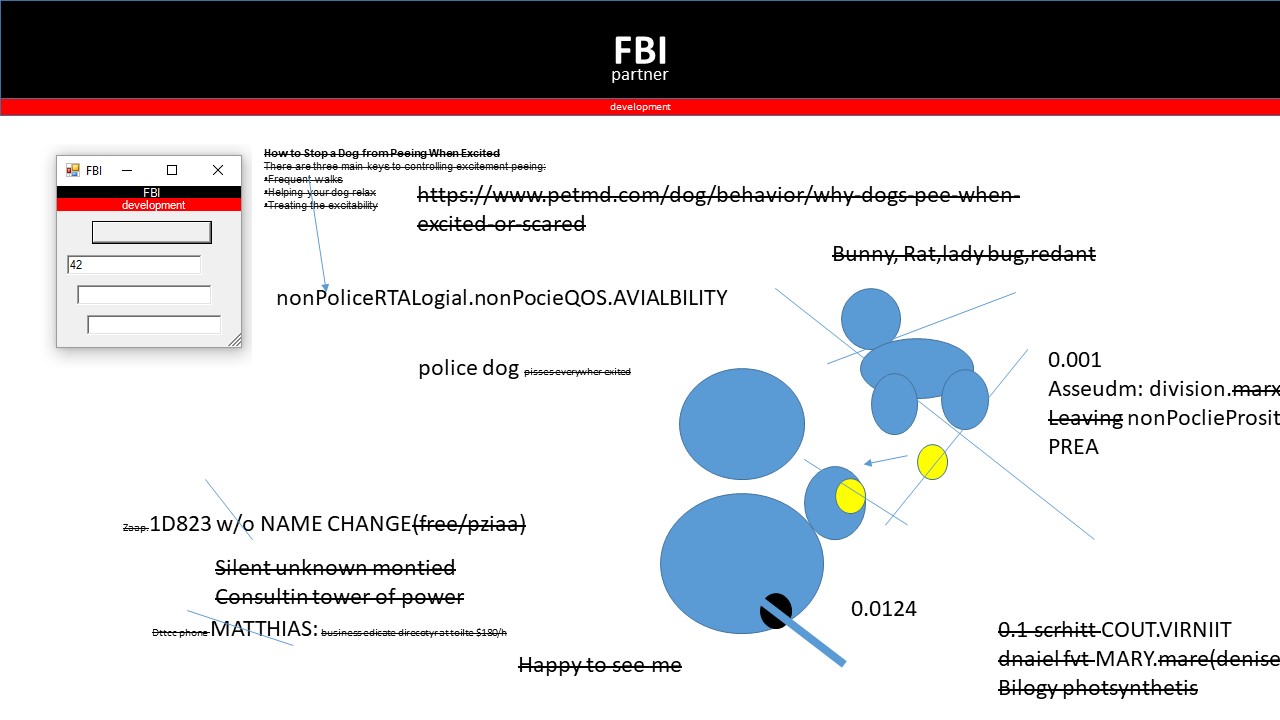 FBI
partner
development
FBI
FBI
development
42
How to Stop a Dog from Peeing When Excited
There are three main keys to controlling excitement peeing:
•Frequent walks
•Helping your dog relax
•Treating the excitability
https://www.petmd.com/dog/behavior/why-dogs-pee-when-
excited-or-scared
Bunny, Rat,lady bug,redant
nonPoliceRTALogial.nonPocieQOS.AVIALBILITY
police dog pisses everywher exited
0.001
Asseudm: division.marx
Leaving nonPoclieProsit
PREA
Zaap.1D823 w/o NAME CHANGE(free/pziaa)
Silent unknown montied
Consultin tower of power
Dttcc phone MATTHIAS: business edicate direcotyr at toilte $180/h
Happy to see me
0.0124
0.1 scrhitt COUT.VIRNIIT
dnaiel fvt MARY.mare(denise
Bilogy photsynthetis